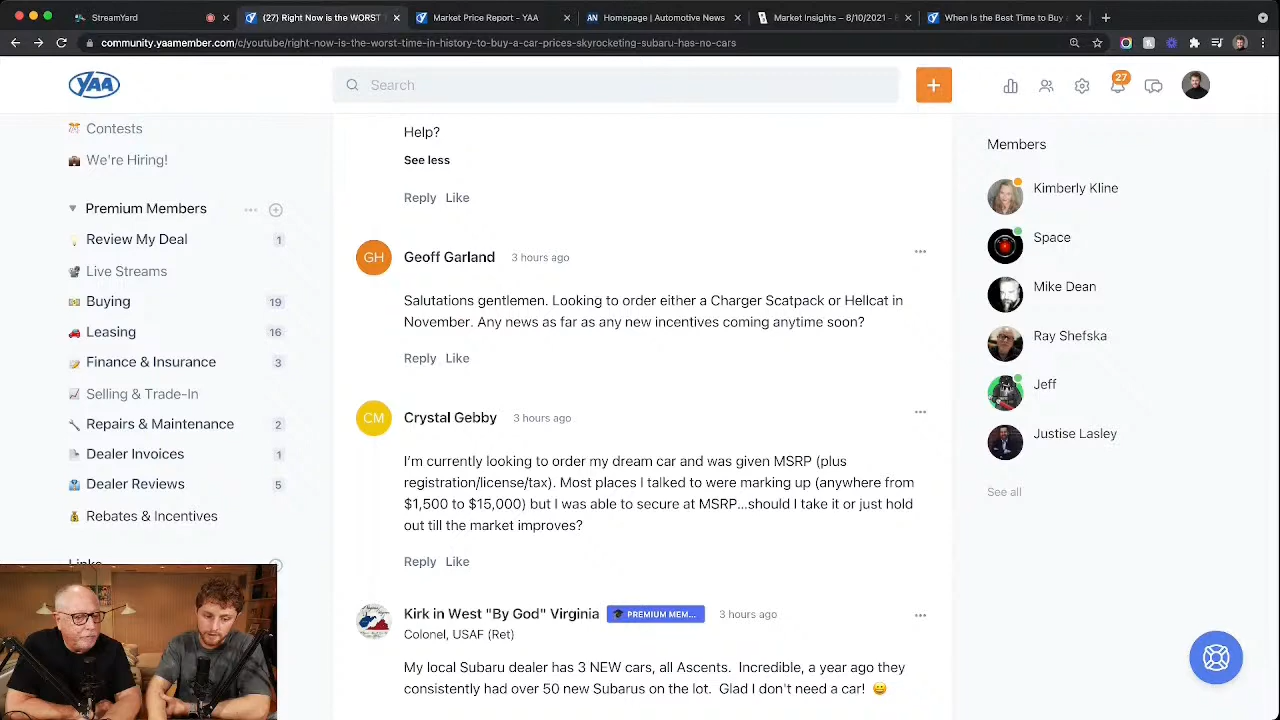 StreamYard
(27) Right Now is the WORST
Market Price Report - YAA
Homepage | Automotive News
Market Insights - 8/10/2021 -
When Is the Best Time to Buy
community.yaamember.com/c/youtube/right-now-is-the-worst-time-in-history-to-buy-a-car-prices-skyrocketing-subaru-has-no-cars
YAA
Search
27
Contests
We're Hiring!
Premium Members
Review My Deal 1
Live Streams
Buying 19
Leasing 16
Finance & Insurance 3
Selling & Trade-In
Repairs & Maintenance 2
Dealer Invoices 1
Dealer Reviews 5
Rebates & Incentives
Links
Help?
See less
Reply Like
GH
Geoff Garland 3 hours ago
Salutations gentlemen. Looking to order either a Charger Scatpack or Hellcat in
November. Any news as far as any new incentives coming anytime soon?
Reply Like
CM
Crystal Gebby 3 hours ago
I'm currently looking to order my dream car and was given MSRP (plus
registration/license/tax). Most places I talked to were marking up (anywhere from
$1,500 to $15,000) but I was able to secure at MSRP...should I take it or just hold
out till the market improves?
Reply Like
Kirk in West "By God" Virginia PREMIUM MEM... 3 hours ago
Colonel, USAF (Ret)
My local Subaru dealer has 3 NEW cars, all Ascents. Incredible, a year ago they
consistently had over 50 new Subarus on the lot. Glad I don't need a car! 😀
Members
Kimberly Kline
Space
Mike Dean
Ray Shefska
Jeff
Justise Lasley
See all